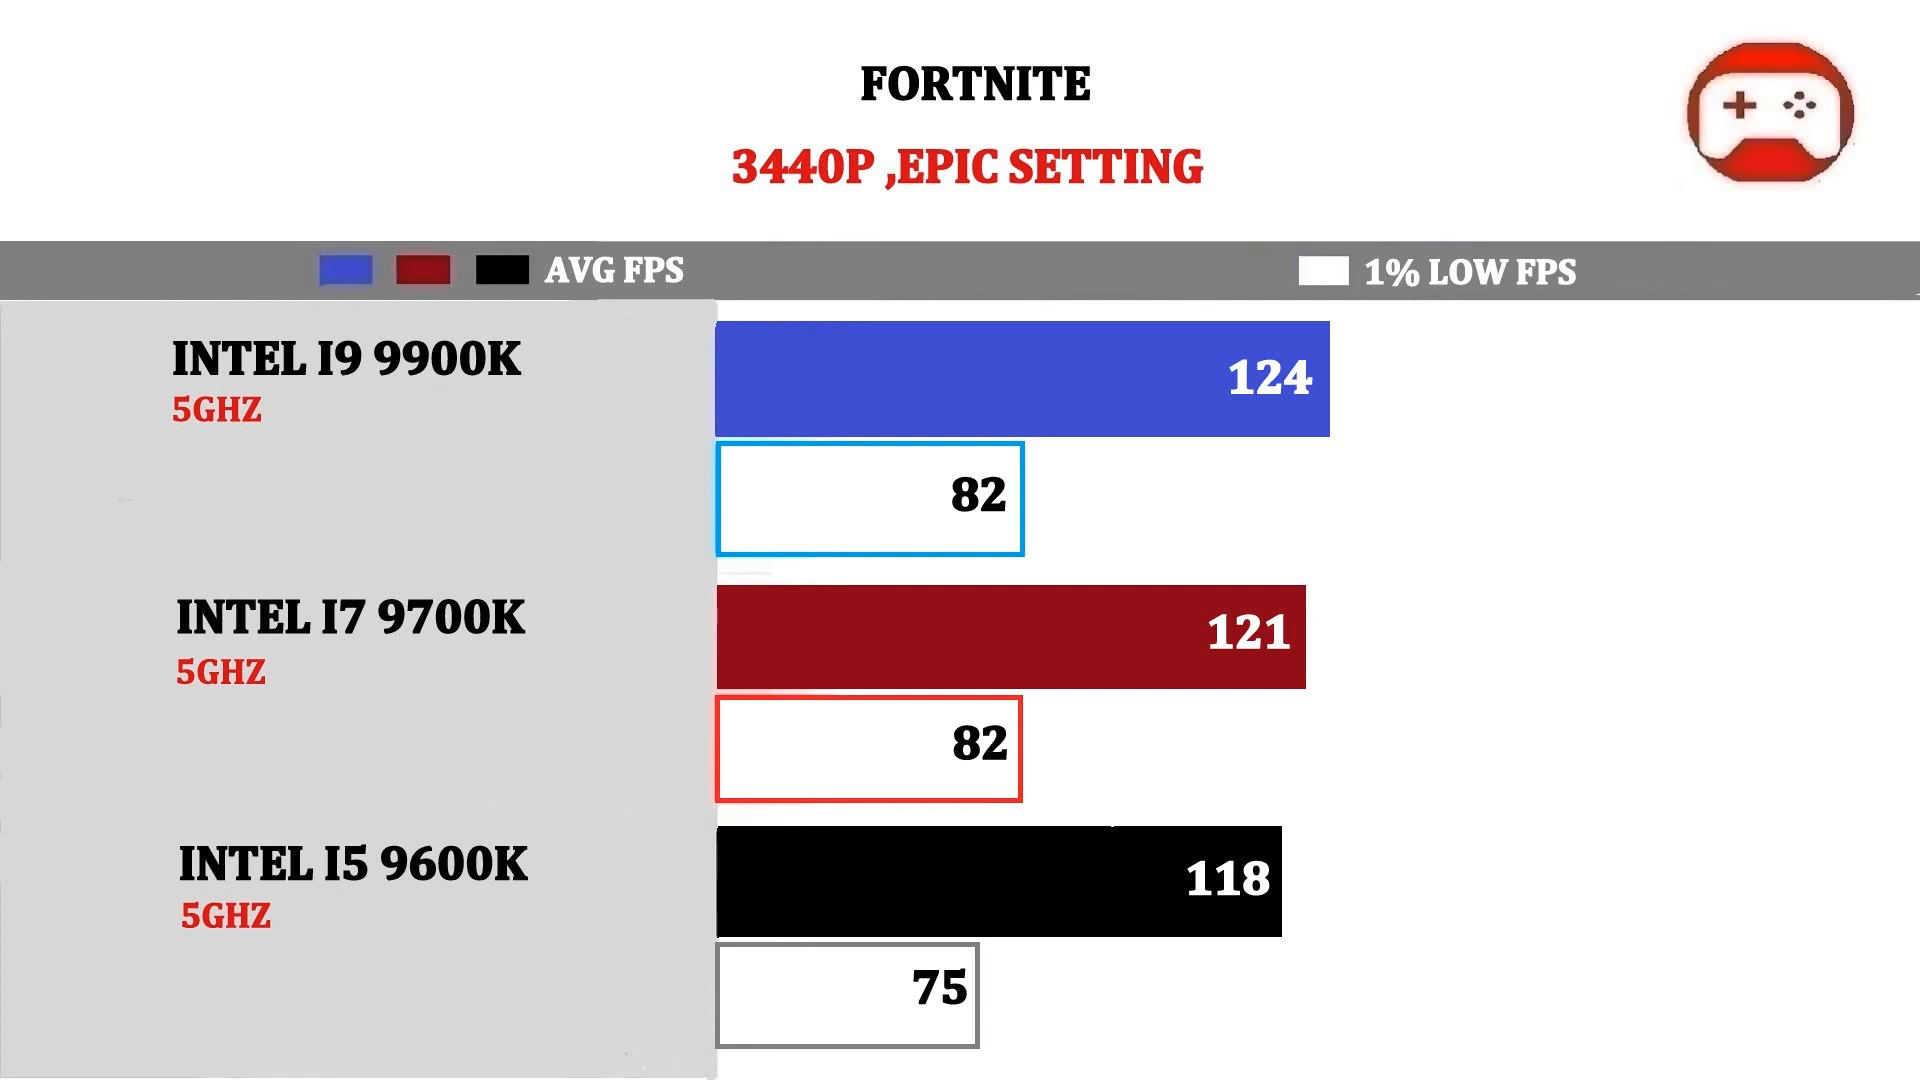 FORTNITE
3440P ,EPIC SETTING
AVG FPS
1% LOW FPS
INTEL I9 9900K
5GHZ
124
82
INTEL I7 9700K
5GHZ
121
82
INTEL I5 9600K
5GHZ
118
75